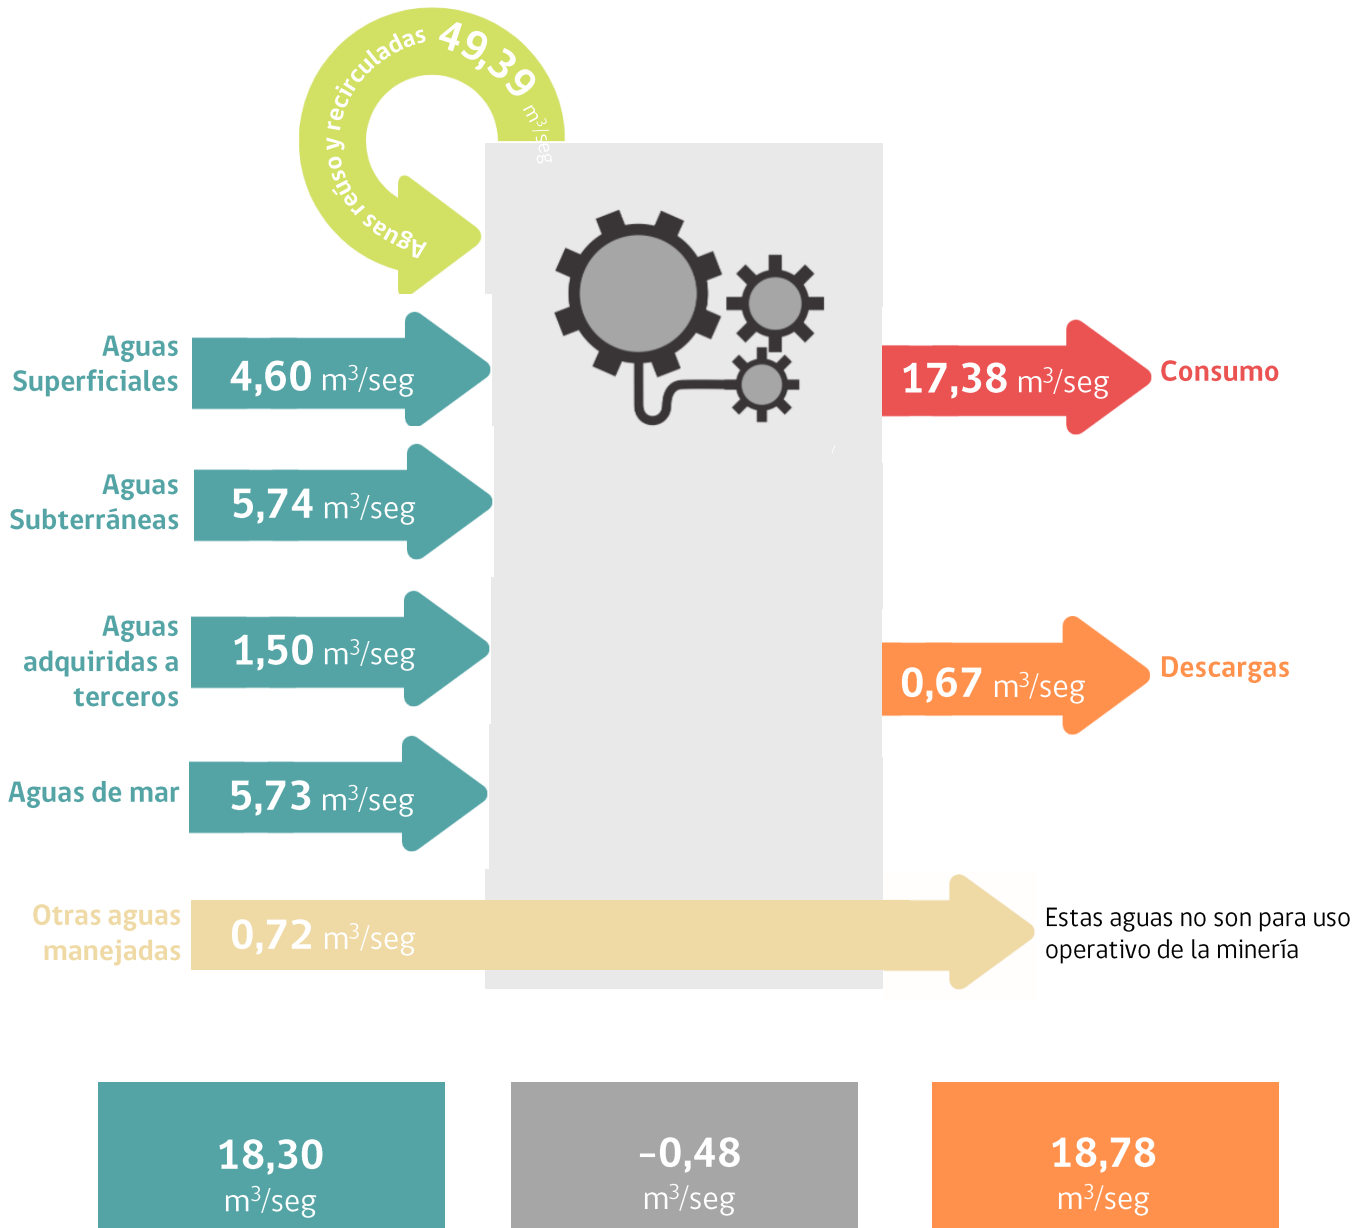 Aguas reúso y recirculadas 49,39 m³/seg
Aguas
Superficiales
4,60 m³/seg
17,38 m³/seg
Consumo
Aguas
Subterráneas
5,74 m³/seg
Aguas
adquiridas a
terceros
1,50 m³/seg
0,67 m³/seg
Descargas
Aguas de mar
5,73 m³/seg
Otras aguas
manejadas
0,72 m³/seg
Estas aguas no son para uso
operativo de la minería
18,30
m³/seg
–0,48
m³/seg
18,78
m³/seg